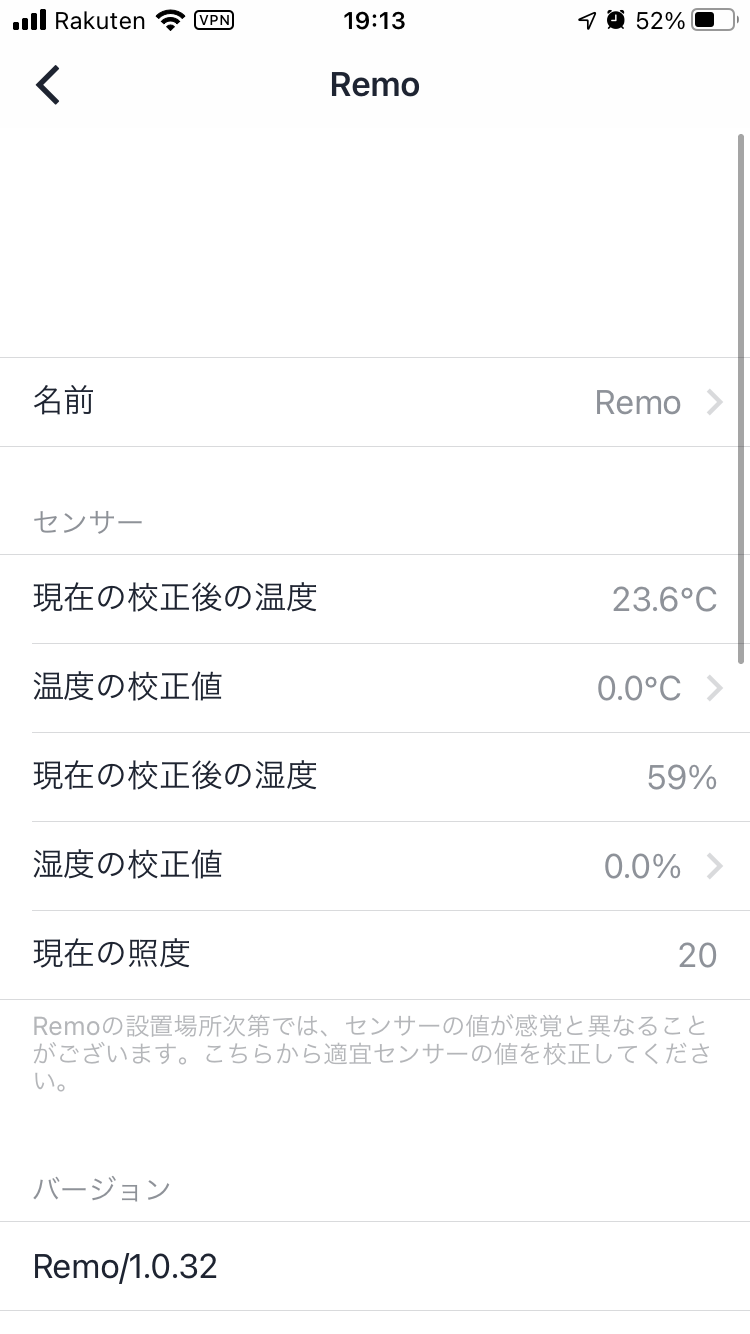 Rakuten VPN 19:13 52%
Remo
名前 Remo
センサー
現在の校正後の温度 23.6°C
温度の校正値 0.0°C
現在の校正後の湿度 59%
湿度の校正値 0.0%
現在の照度 20
Remoの設置場所次第では、センサーの値が感覚と異なること
がございます。こちらから適宜センサーの値を校正してくださ
い。
バージョン
Remo/1.0.32